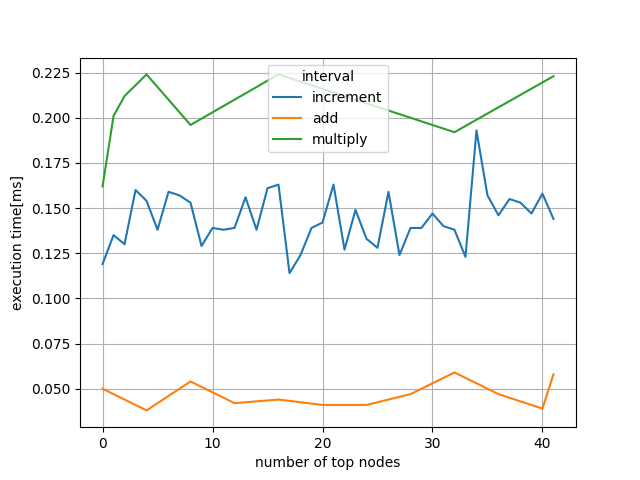 interval
increment
add
multiply
execution time[ms]
0.225
0.200
0.175
0.150
0.125
0.100
0.075
0.050
0 10 20 30 40
number of top nodes